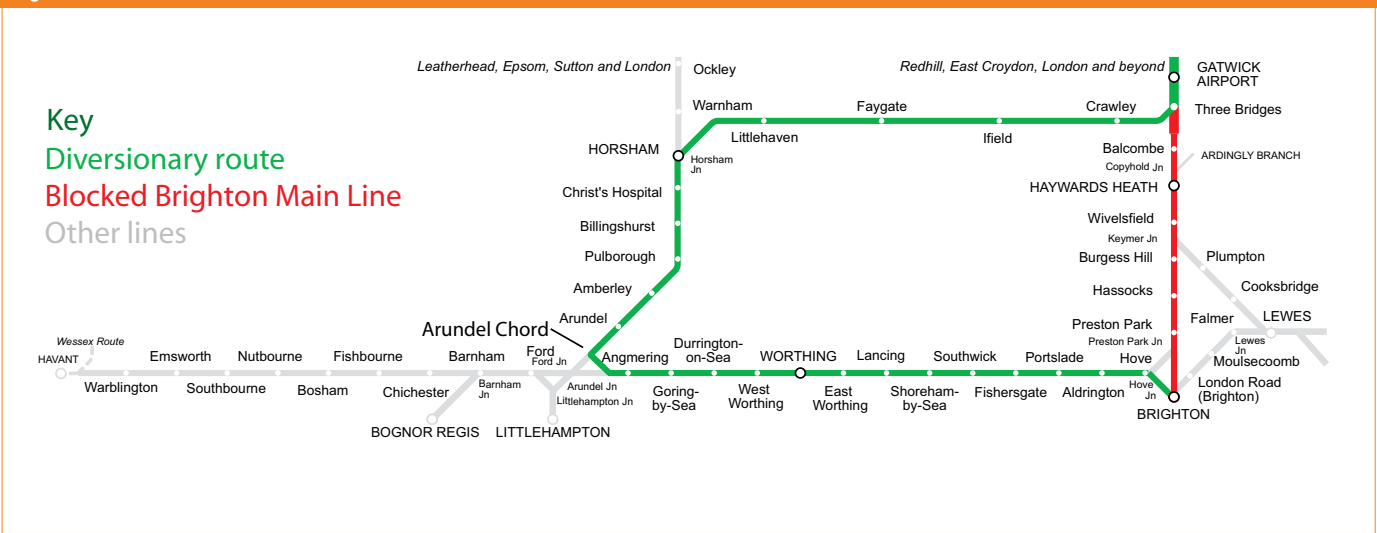 Leatherhead, Epsom, Sutton and London
Ockley
Redhill, East Croydon, London and beyond
GATWICK
AIRPORT
Key
Diversionary route
Blocked Brighton Main Line
Other lines
Warnham
Faygate
Crawley
Three Bridges
Littlehaven
Ifield
HORSHAM
Horsham
Jn
Balcombe
Copyhold Jn
ARDINGLY BRANCH
HAYWARDS HEATH
Christ's Hospital
Billingshurst
Pulborough
Amberley
Arundel
Arundel Chord
Wivelsfield
Keymer Jn
Burgess Hill
Hassocks
Preston Park
Preston Park Jn
Plumpton
Cooksbridge
Falmer
LEWES
Lewes
Jn
Moulsecoomb
London Road
(Brighton)
Wessex Route
HAVANT
Warblington
Emsworth
Southbourne
Nutbourne
Bosham
Fishbourne
Chichester
Barnham
Barnham
Jn
Ford
Ford Jn
Arundel Jn
Littlehampton Jn
BOGNOR REGIS
LITTLEHAMPTON
Angmering
Goring-
by-Sea
Durrington-
on-Sea
West
Worthing
WORTHING
East
Worthing
Lancing
Shoreham-
by-Sea
Southwick
Fishersgate
Portslade
Aldrington
Hove
Hove
Jn
BRIGHTON